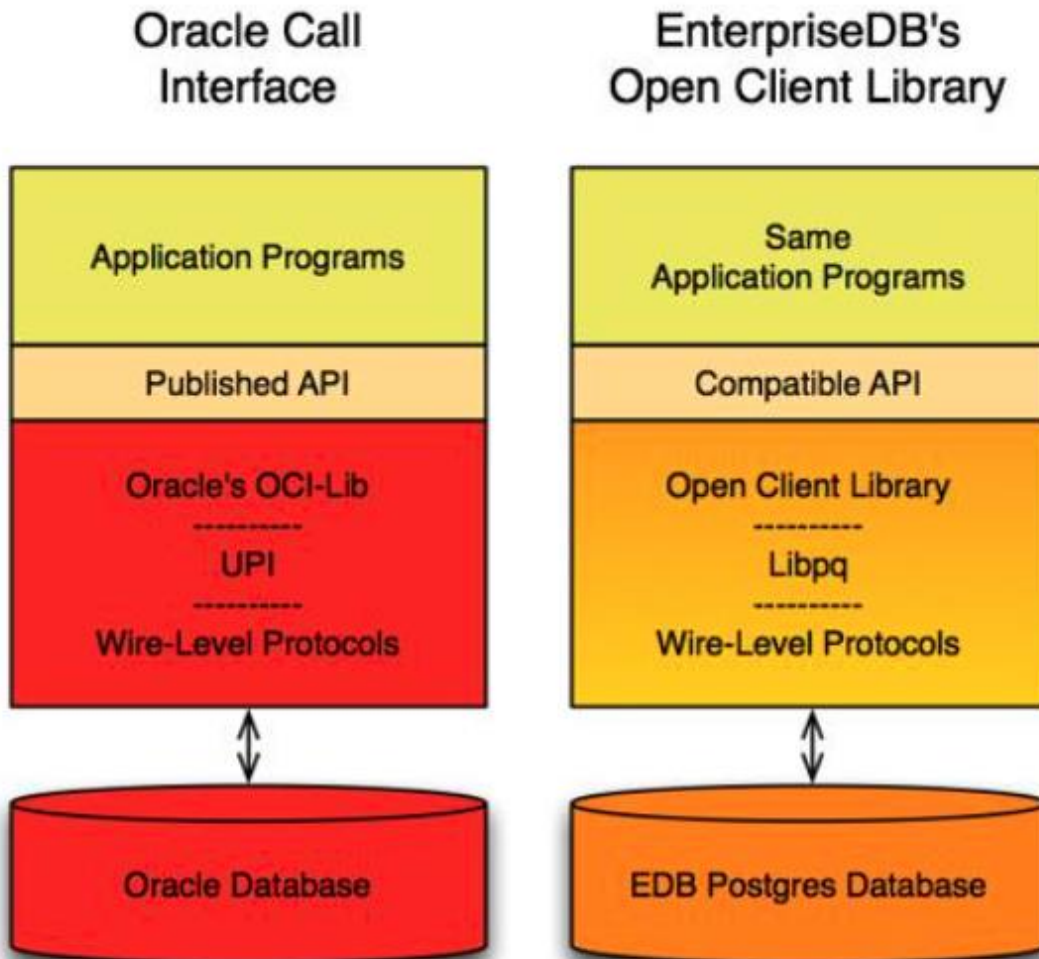 Oracle Call
Interface
Application Programs
Published API
Oracle's OCI-Lib
----------
UPI
----------
Wire-Level Protocols
Oracle Database
EnterpriseDB's
Open Client Library
Same
Application Programs
Compatible API
Open Client Library
----------
Libpq
----------
Wire-Level Protocols
EDB Postgres Database